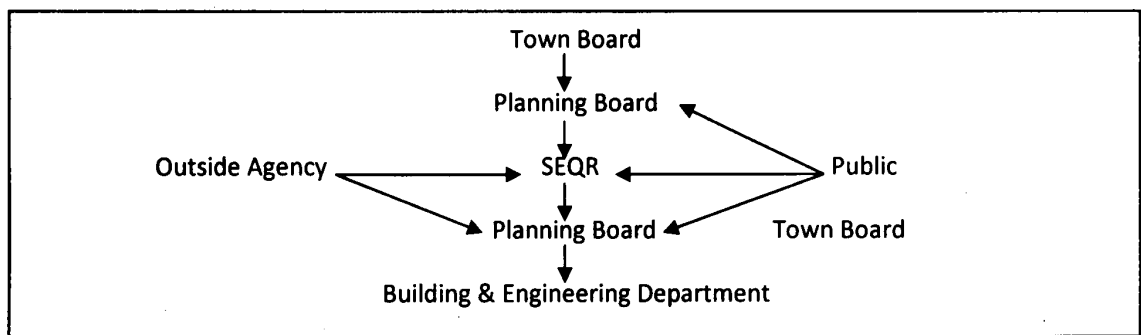 Town Board
Planning Board
Outside Agency SEQR Public
Planning Board Town Board
Building & Engineering Department